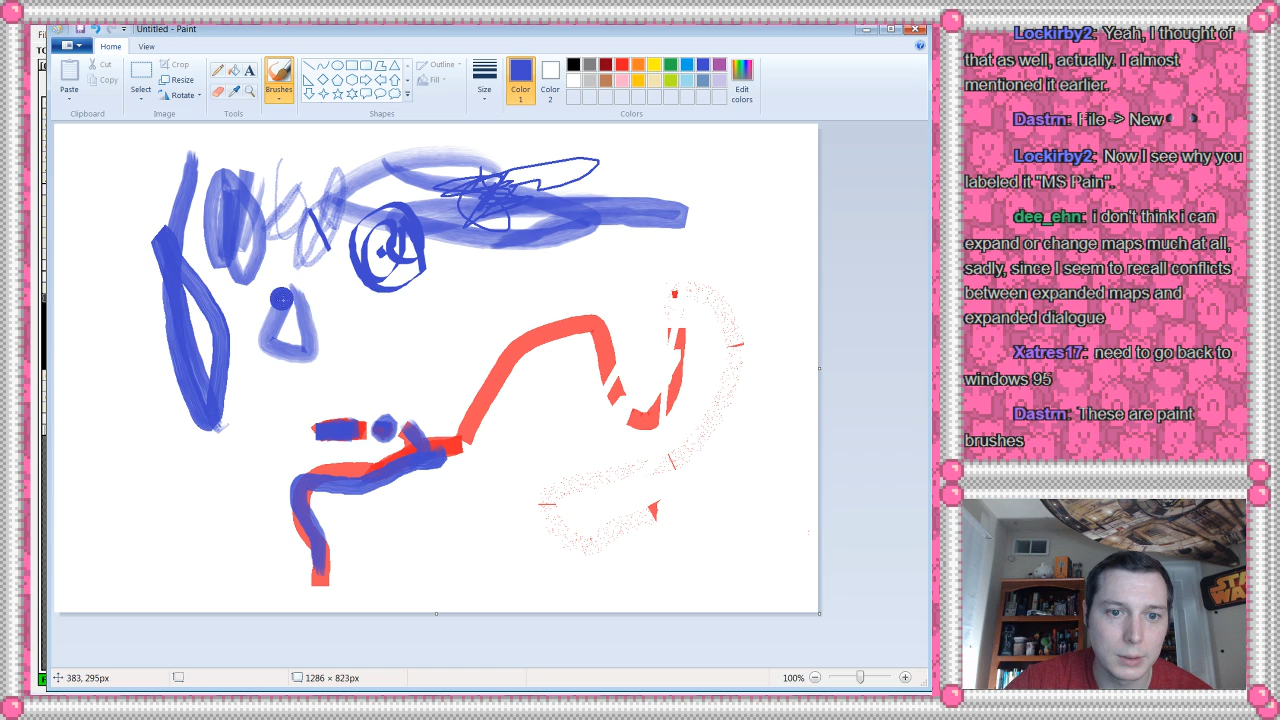 Untitled - Paint
Home
View
Paste
Cut
Copy
Clipboard
Select
Crop
Resize
Rotate
Image
A
Tools
Brushes
Outline
Fill
Shapes
Size
Color
1
Color
2
Edit
colors
Colors
383, 295px
1286 × 823px
100%
Lockirby2: Yeah, I thought of
that as well, actually. I almost
mentioned it earlier.
Dastrn: File -> New
Lockirby2: Now I see why you
labeled it "MS Pain".
dee_ehn: i don't think i can
expand or change maps much at all,
sadly, since I seem to recall conflicts
between expanded maps and
expanded dialogue
Xatres17: need to go back to
windows 95
Dastrn: These are paint
brushes
STAR